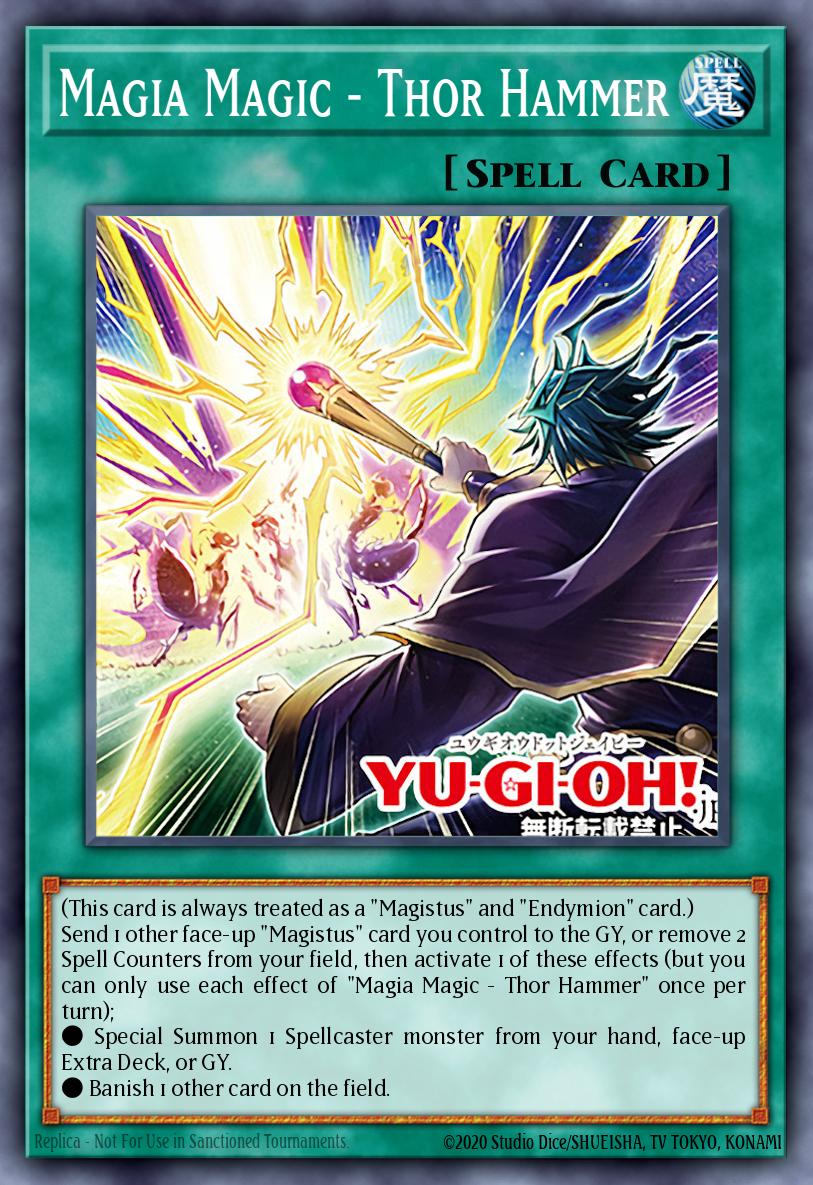 Magia Magic - Thor Hammer
SPELL
魔
[Spell Card]
ユウギオウドットジェイピー
YU-GI-OH!
無断転載禁止
(This card is always treated as a "Magistus" and "Endymion" card.)
Send 1 other face-up "Magistus" card you control to the GY, or remove 2
Spell Counters from your field, then activate 1 of these effects (but you
can only use each effect of "Magia Magic - Thor Hammer" once per
turn);
● Special Summon 1 Spellcaster monster from your hand, face-up
Extra Deck, or GY.
● Banish 1 other card on the field.
Replica - Not For Use in Sanctioned Tournaments.
©2020 Studio Dice/SHUEISHA, TV TOKYO, KONAMI